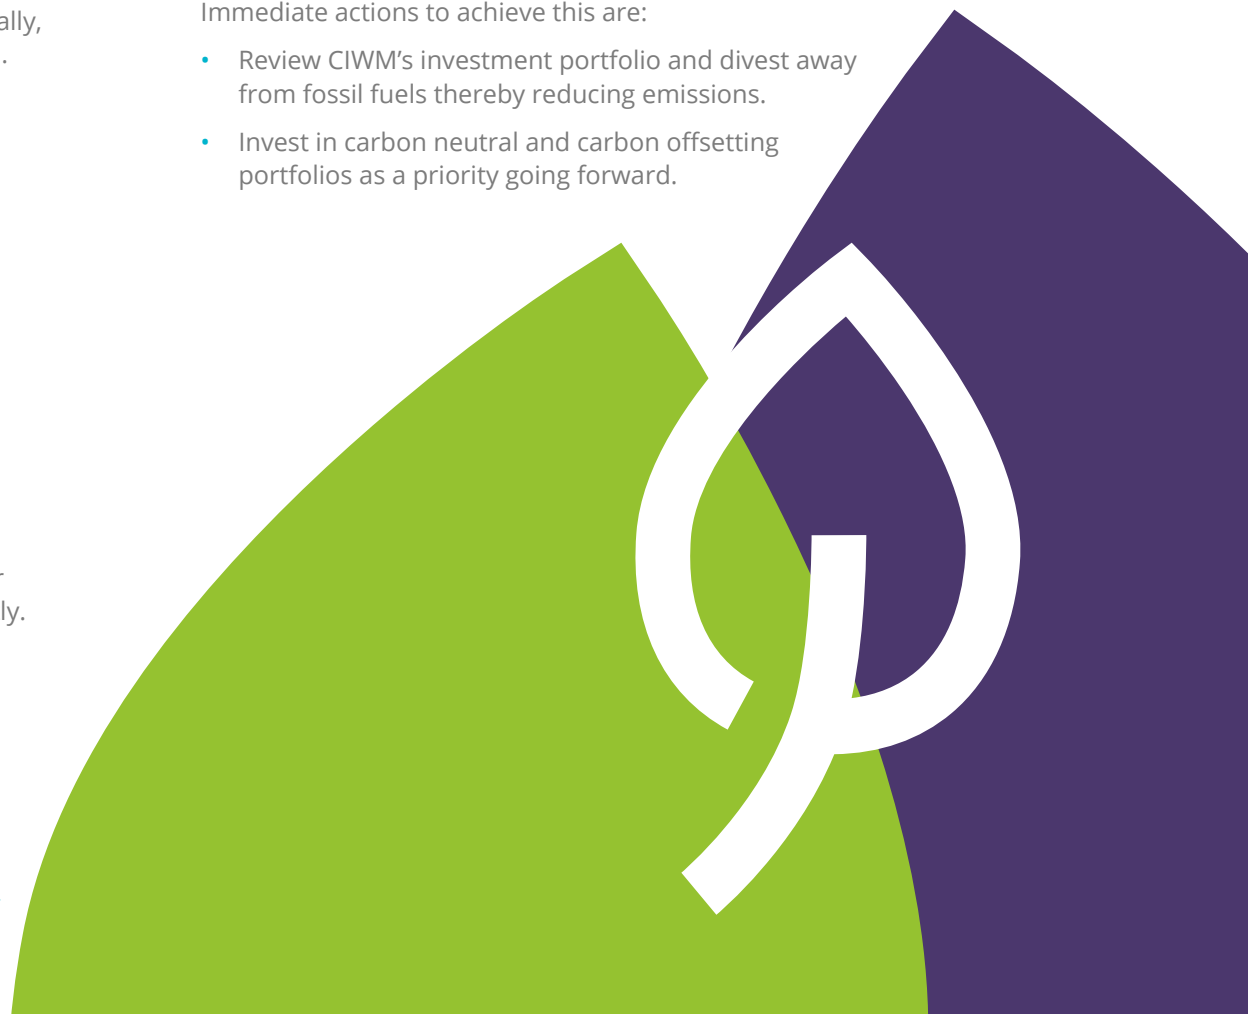 ally,
.
Immediate actions to achieve this are:
• Review CIWM’s investment portfolio and divest away
from fossil fuels thereby reducing emissions.
• Invest in carbon neutral and carbon offsetting
portfolios as a priority going forward.
ly.